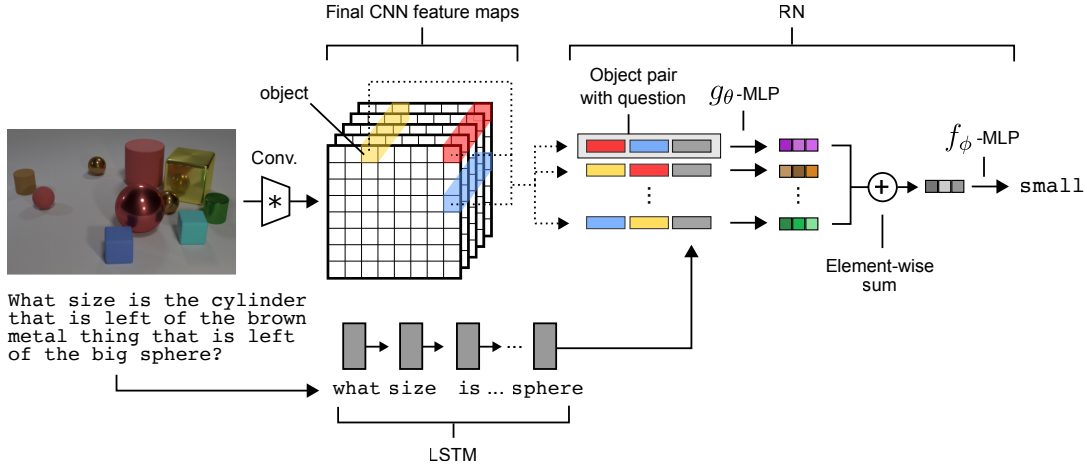 Final CNN feature maps
RN
object
Object pair
with question
gθ-MLP
fϕ-MLP
Conv.
*
+
small
Element-wise
sum
What size is the cylinder
that is left of the brown
metal thing that is left
of the big sphere?
...
what size is ... sphere
LSTM